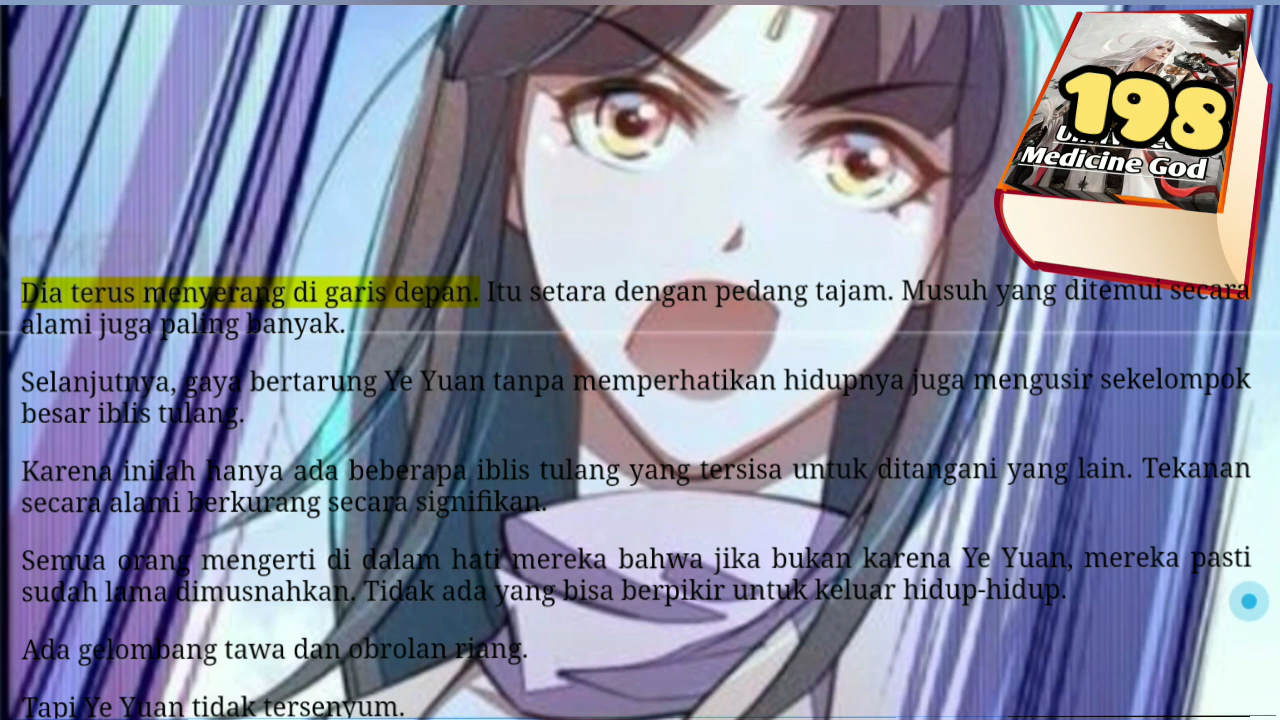 198
Medicine God
Dia terus menyerang di garis depan. Itu setara dengan pedang tajam. Musuh yang ditemui secara
alami juga paling banyak.
Selanjutnya, gaya bertarung Ye Yuan tanpa memperhatikan hidupnya juga mengusir sekelompok
besar iblis tulang.
Karena inilah hanya ada beberapa iblis tulang yang tersisa untuk ditangani yang lain. Tekanan
secara alami berkurang secara signifikan.
Semua orang mengerti di dalam hati mereka bahwa jika bukan karena Ye Yuan, mereka pasti
sudah lama dimusnahkan. Tidak ada yang bisa berpikir untuk keluar hidup-hidup.
Ada gelombang tawa dan obrolan riang.
Tapi Ye Yuan tidak tersenyum.